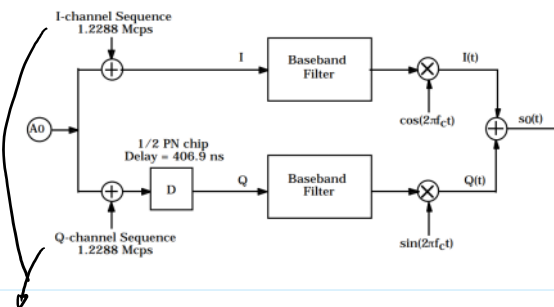 I-channel Sequence
1.2288 Mcps
I
Baseband
Filter
I(t)
cos(2πfct)
A0
s0(t)
1/2 PN chip
Delay = 406.9 ns
D
Q
Baseband
Filter
Q(t)
sin(2πfct)
Q-channel Sequence
1.2288 Mcps